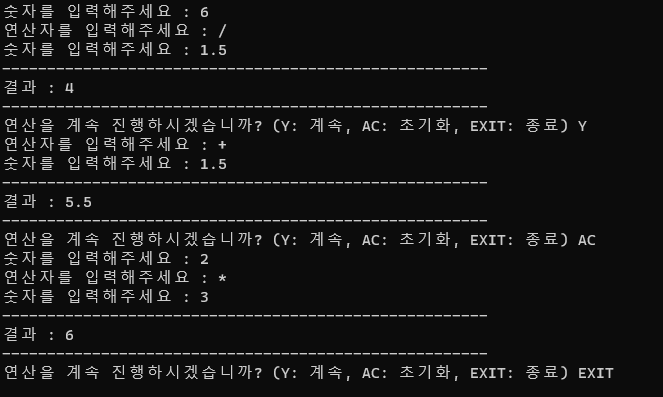 숫자를 입력해주세요 : 6
연산자를 입력해주세요 : /
숫자를 입력해주세요 : 1.5
------------------------------------------------------
결과 : 4
------------------------------------------------------
연산을 계속 진행하시겠습니까? (Y: 계속, AC: 초기화, EXIT: 종료) Y
연산자를 입력해주세요 : +
숫자를 입력해주세요 : 1.5
------------------------------------------------------
결과 : 5.5
------------------------------------------------------
연산을 계속 진행하시겠습니까? (Y: 계속, AC: 초기화, EXIT: 종료) AC
숫자를 입력해주세요 : 2
연산자를 입력해주세요 : *
숫자를 입력해주세요 : 3
------------------------------------------------------
결과 : 6
------------------------------------------------------
연산을 계속 진행하시겠습니까? (Y: 계속, AC: 초기화, EXIT: 종료) EXIT